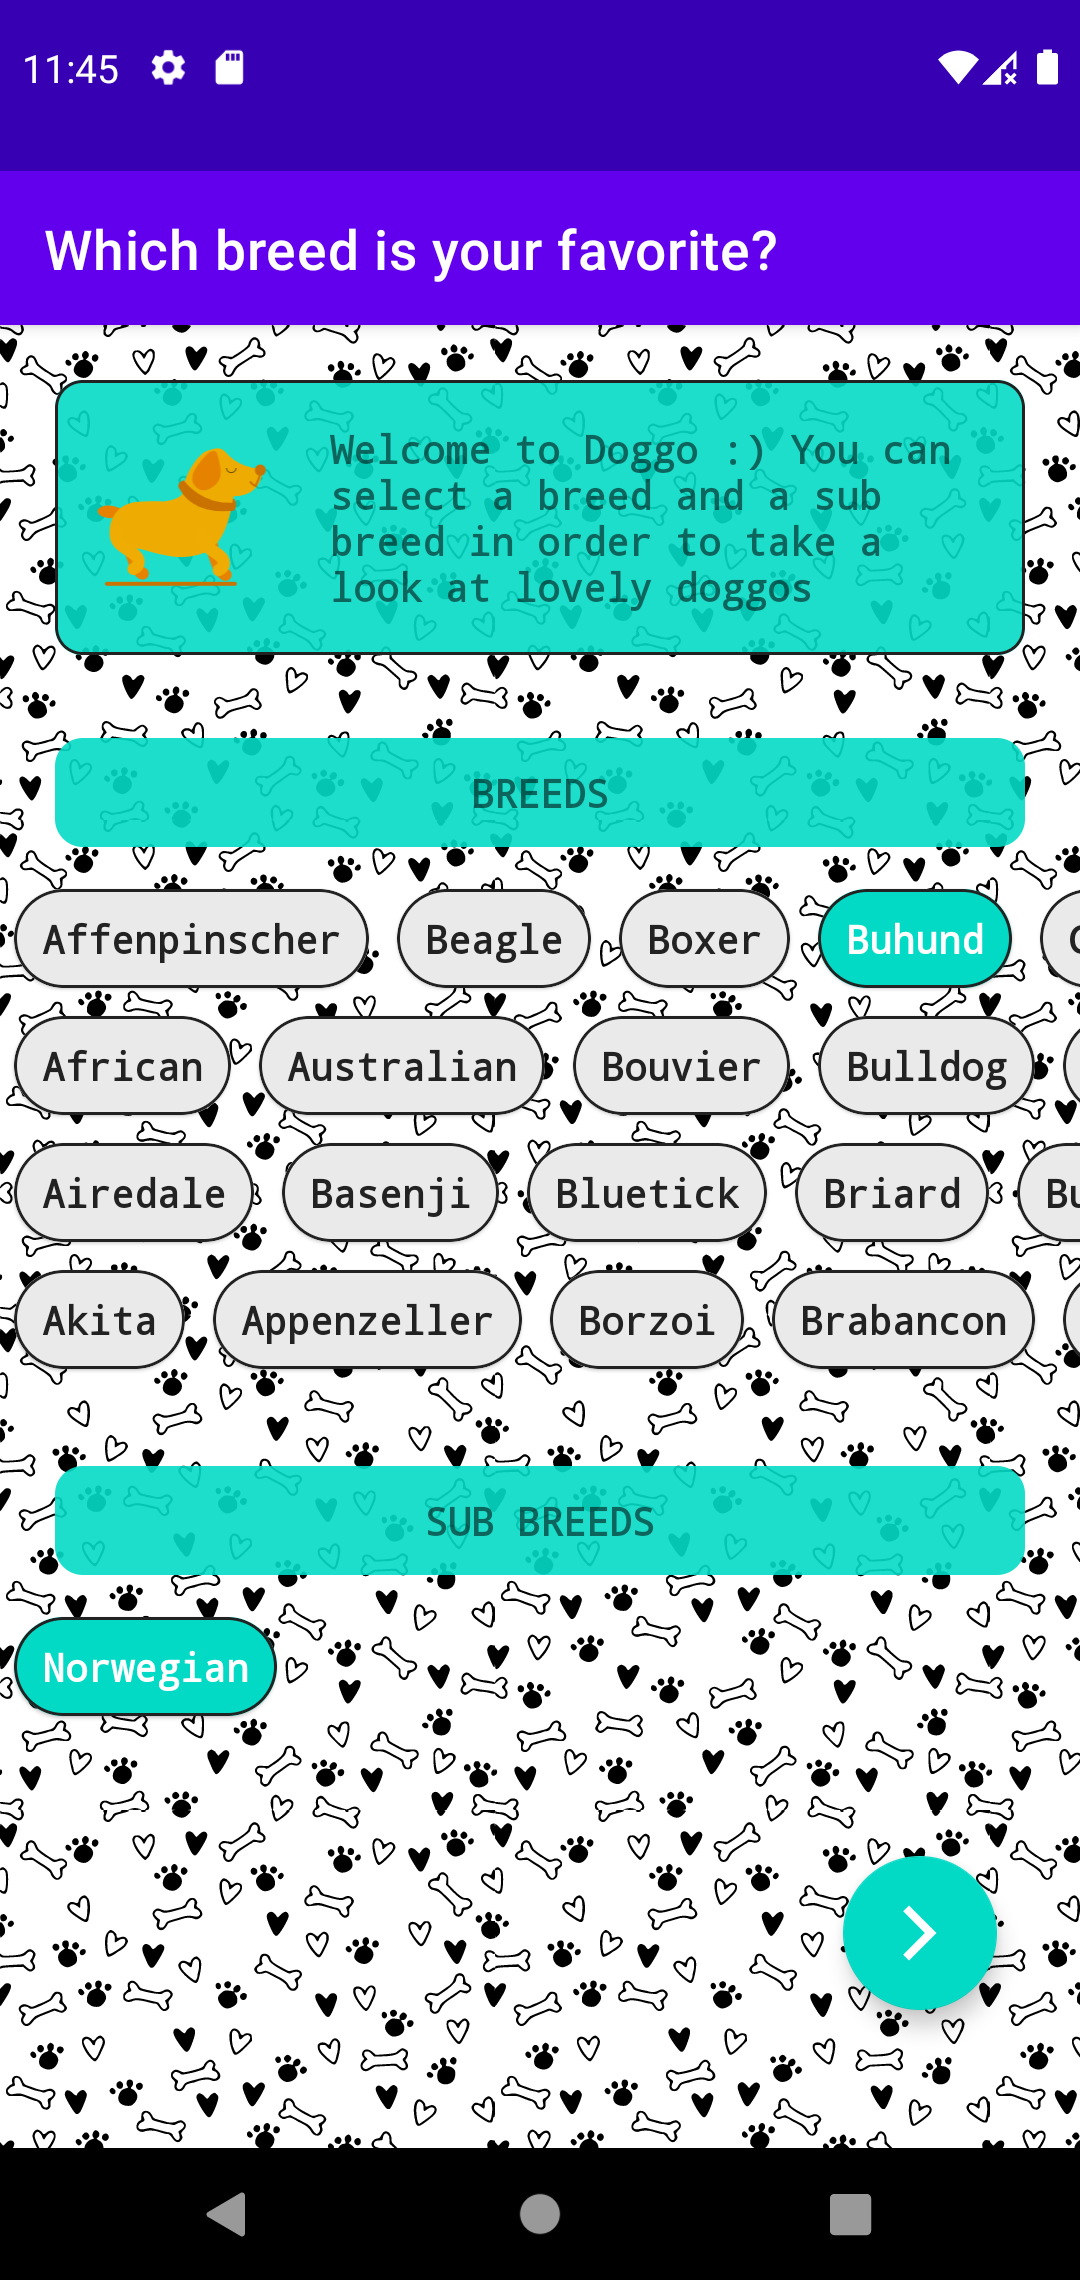 11:45
Which breed is your favorite?
Welcome to Doggo :) You can
select a breed and a sub
breed in order to take a
look at lovely doggos
BREEDS
Affenpinscher Beagle Boxer Buhund
African Australian Bouvier Bulldog
Airedale Basenji Bluetick Briard Bu
Akita Appenzeller Borzoi Brabancon
SUB BREEDS
Norwegian